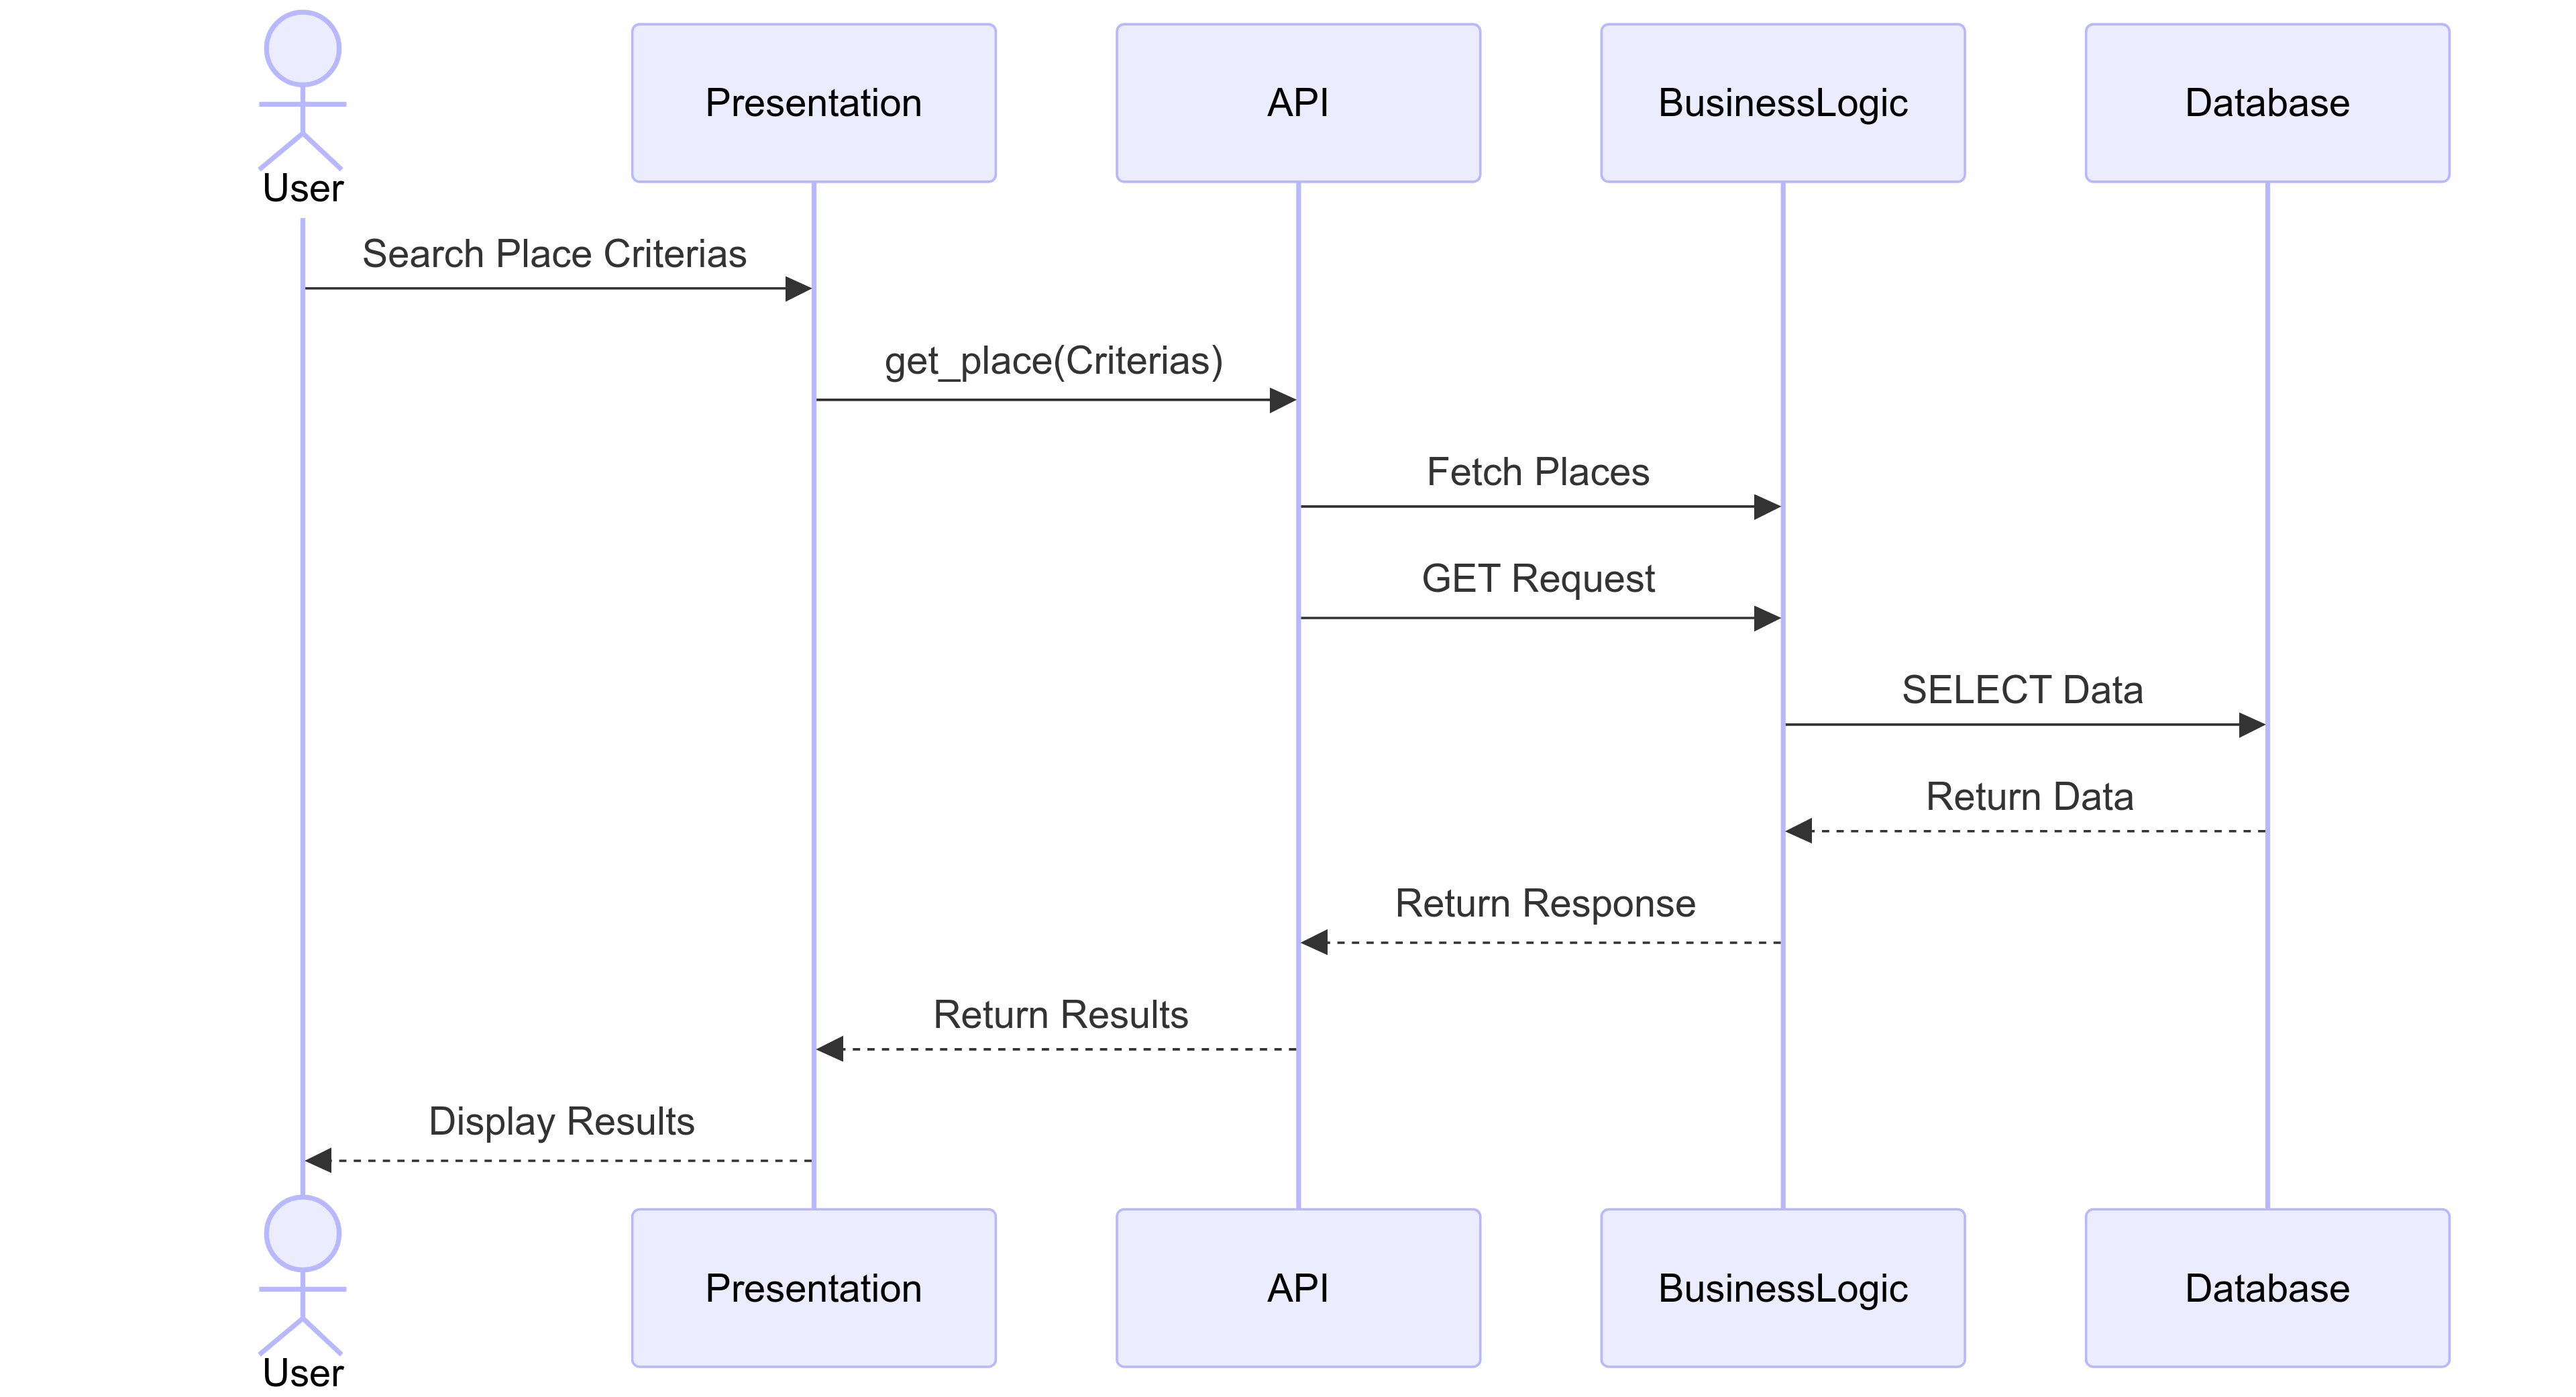 User
Presentation
API
BusinessLogic
Database
Search Place Criterias
get_place(Criterias)
Fetch Places
GET Request
SELECT Data
Return Data
Return Response
Return Results
Display Results
User
Presentation
API
BusinessLogic
Database